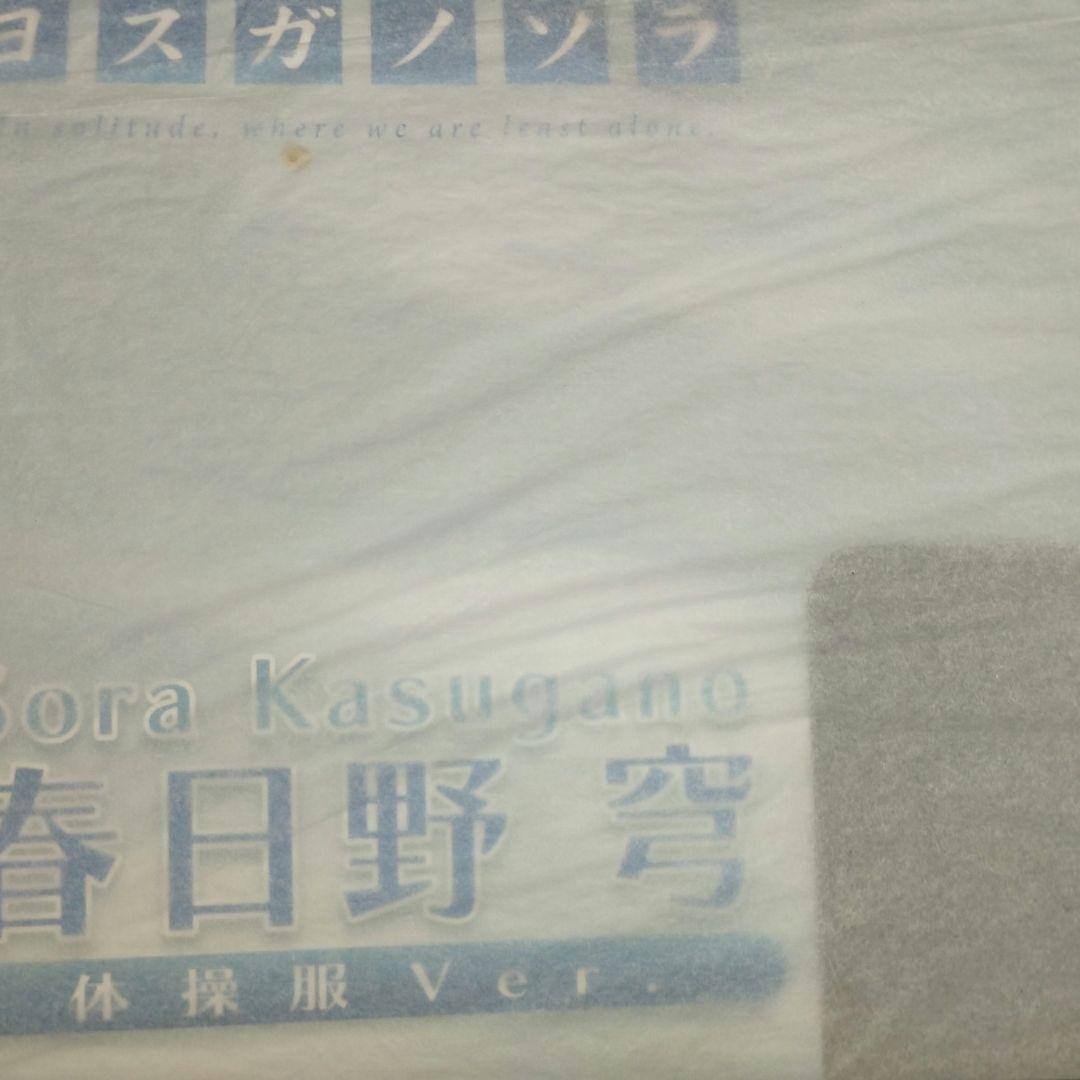 ヨスガノソラ
In solitude, where we are least alone.
Sora Kasugano
春日野 穹
体操服Ver.